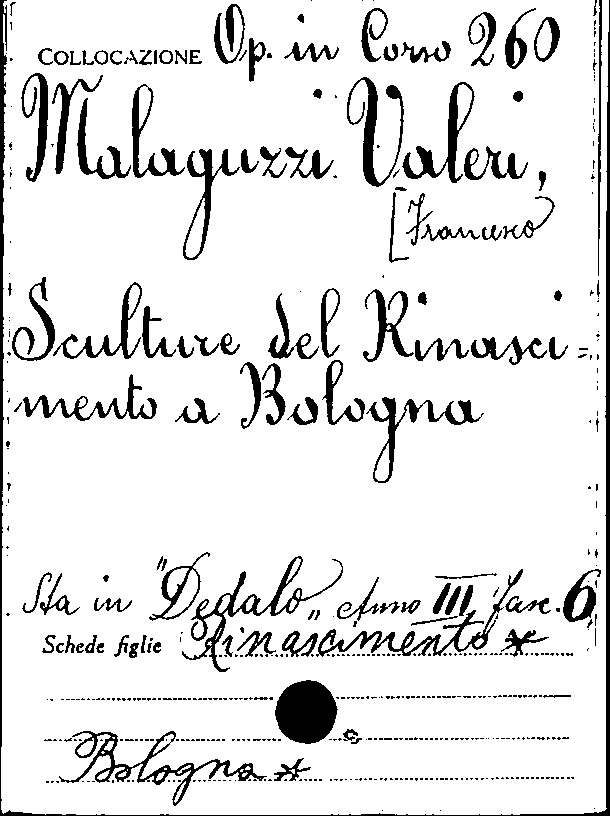 COLLOCAZIONE Op. in Corso 260
Malaguzzi Valeri,
[Francesco
Sculture del Rinasci=
mento a Bologna
Sta in "Dedalo„ Anno III fasc. 6
Schede figlie Rinascimento *
Bologna *